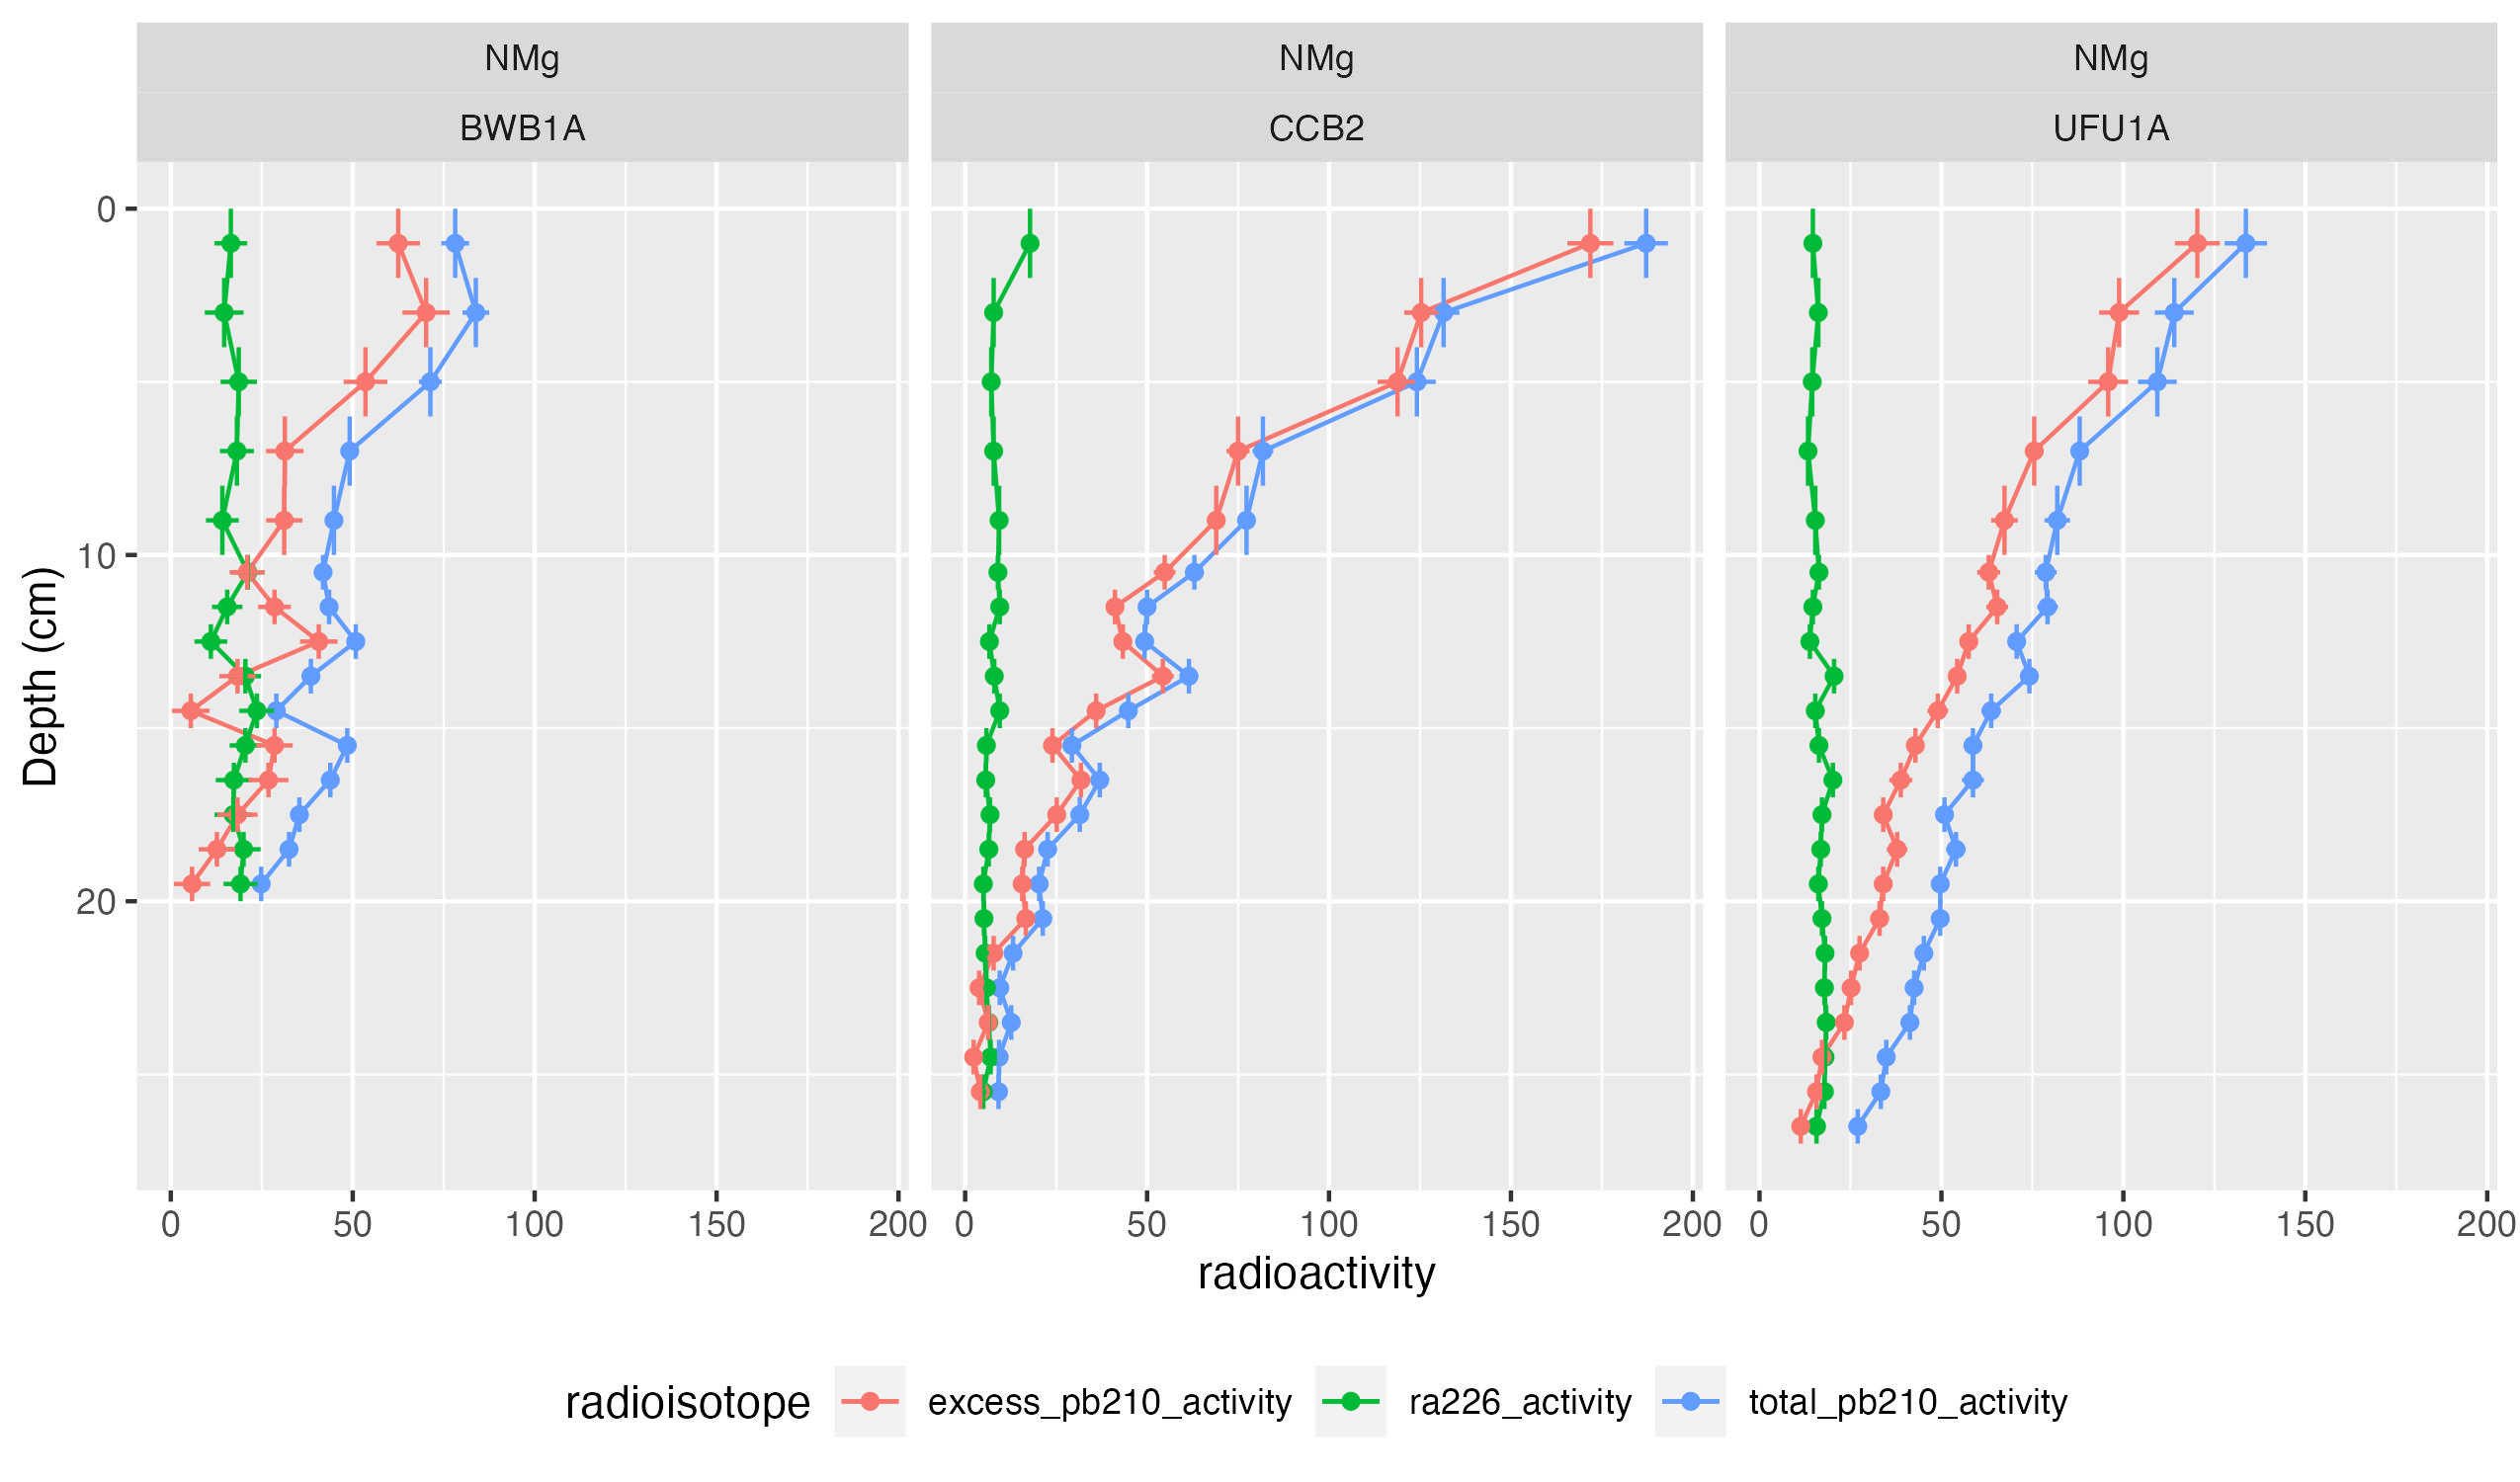 NMg NMg NMg
BWB1A CCB2 UFU1A
0
10
20
Depth (cm)
0 50 100 150 200 0 50 100 150 200 0 50 100 150 200
radioactivity
radioisotope excess_pb210_activity ra226_activity total_pb210_activity